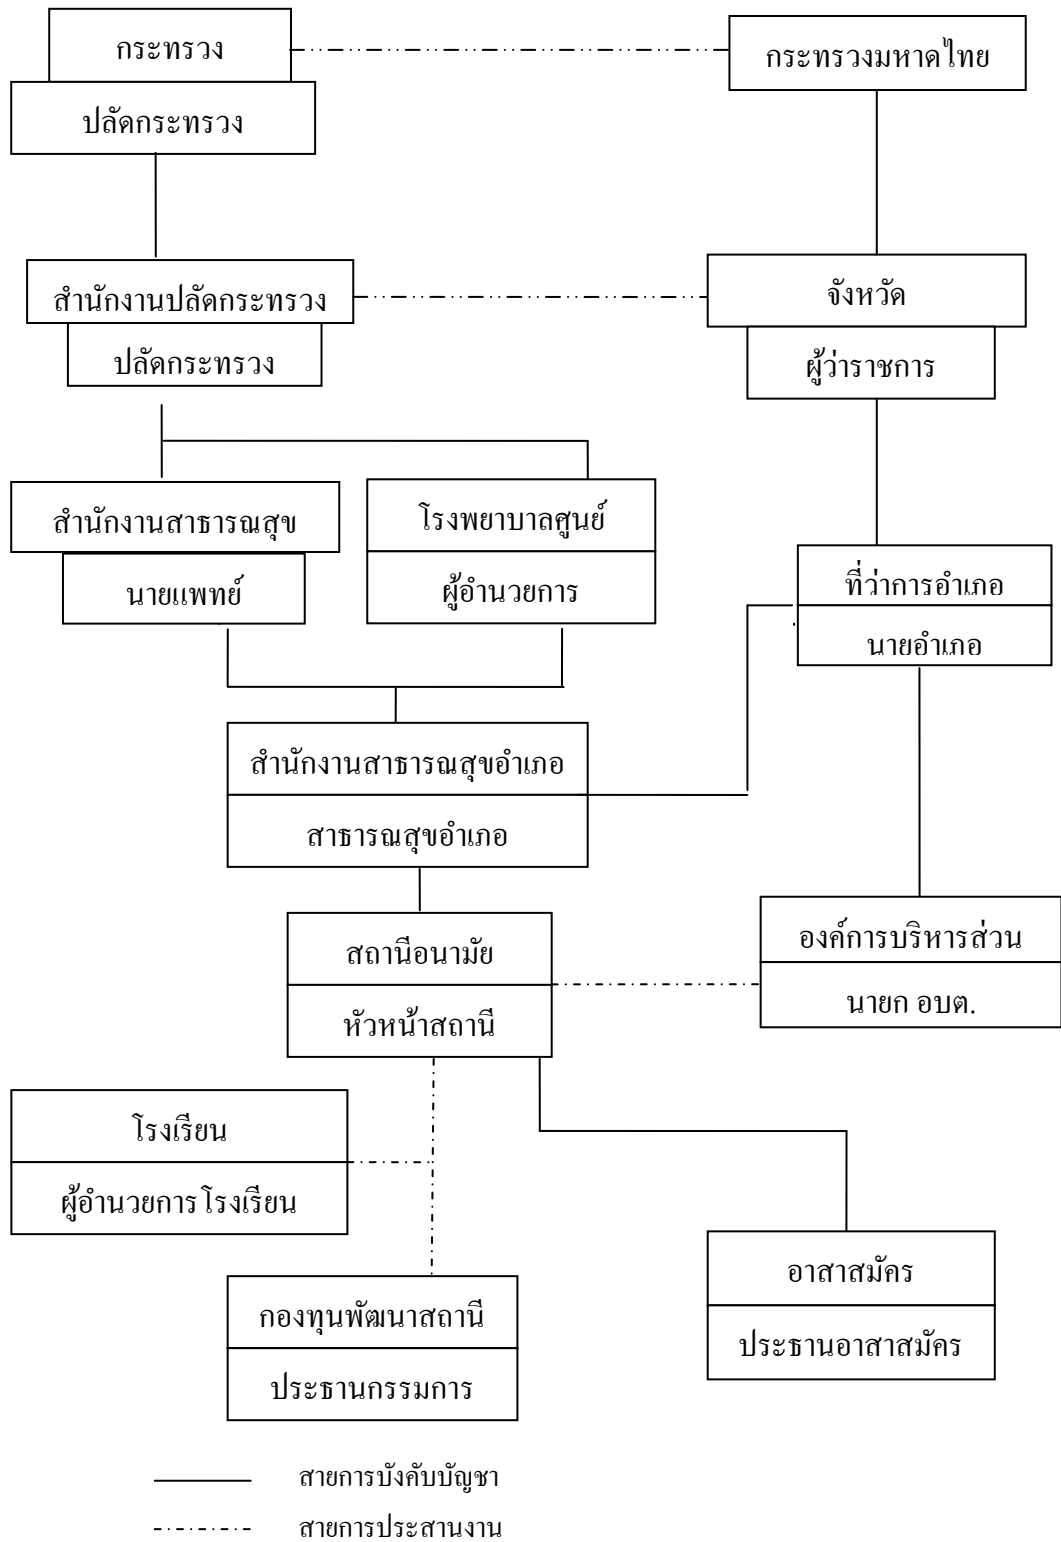 กระทรวง
กระทรวงมหาดไทย
ปลัดกระทรวง
สำนักงานปลัดกระทรวง
จังหวัด
ปลัดกระทรวง
ผู้ว่าราชการ
สำนักงานสาธารณสุข
โรงพยาบาลศูนย์
นายแพทย์
ผู้อำนวยการ
ที่ว่าการอำเภอ
นายอำเภอ
สำนักงานสาธารณสุขอำเภอ
สาธารณสุขอำเภอ
สถานีอนามัย
องค์การบริหารส่วน
หัวหน้าสถานี
นายก อบต.
โรงเรียน
ผู้อำนวยการโรงเรียน
อาสาสมัคร
กองทุนพัฒนาสถานี
ประธานอาสาสมัคร
ประธานกรรมการ
สายการบังคับบัญชา
สายการประสานงาน